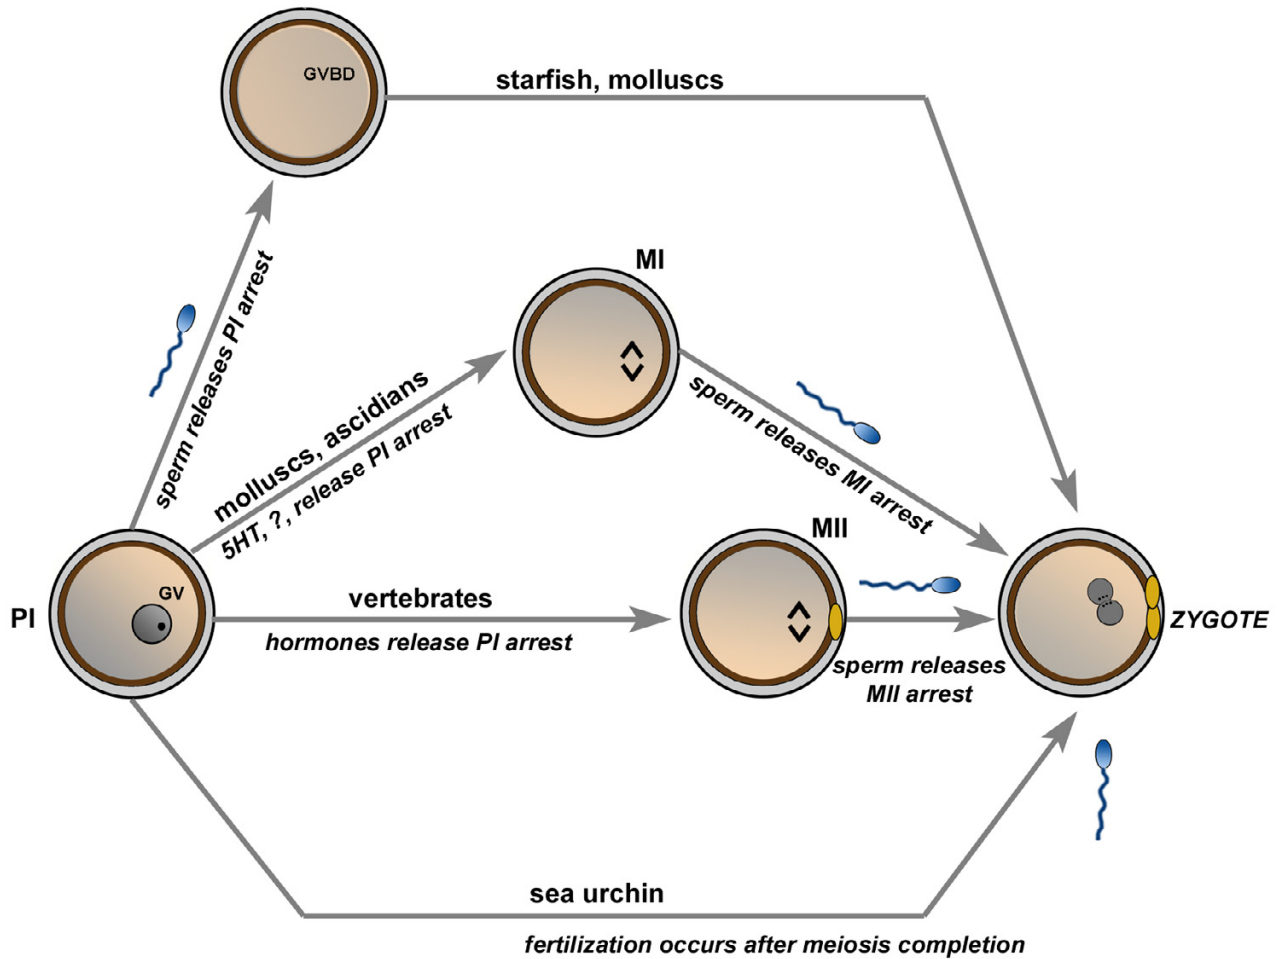 GVBD
starfish, molluscs
sperm releases PI arrest
MI
molluscs, ascidians
5HT, ?, release PI arrest
sperm releases MI arrest
MII
PI
GV
vertebrates
hormones release PI arrest
sperm releases
MII arrest
ZYGOTE
sea urchin
fertilization occurs after meiosis completion